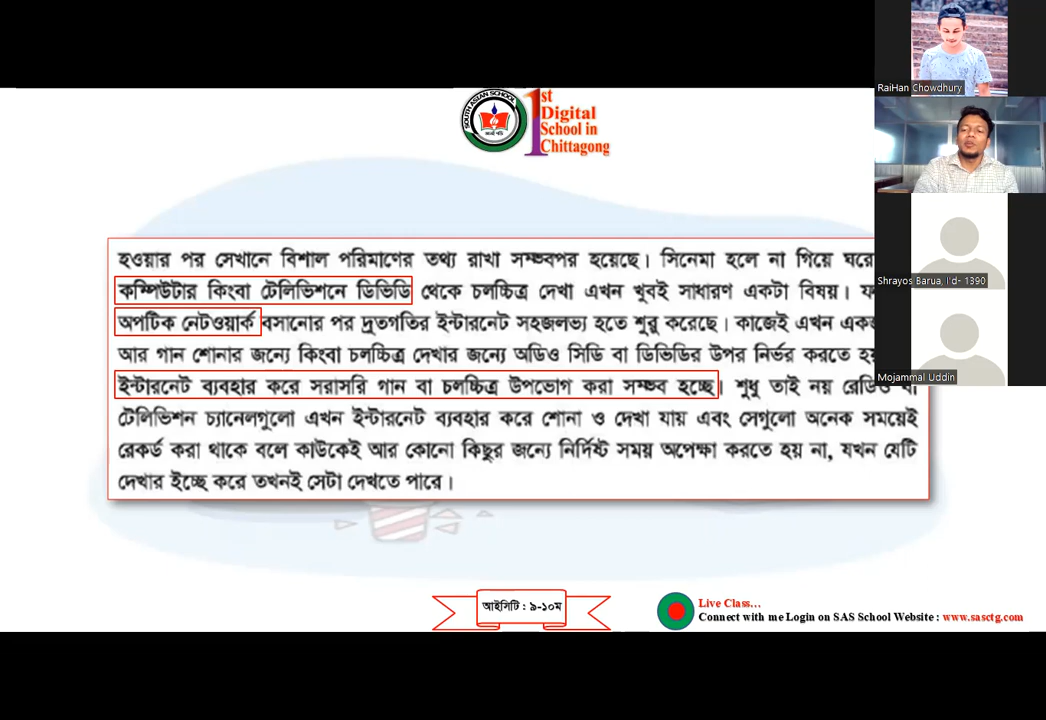 SOUTH ASIAN SCHOOL
1st
Digital
School in
Chittagong
RaiHan Chowdhury
হওয়ার পর সেখানে বিশাল পরিমাণের তথ্য রাখা সম্ভবপর হয়েছে। সিনেমা হলে না গিয়ে ঘরে
কম্পিউটার কিংবা টেলিভিশনে ডিভিডি থেকে চলচ্চিত্র দেখা এখন খুবই সাধারণ একটা বিষয়।
অপটিক নেটওয়ার্ক বসানোর পর দ্রুতগতির ইন্টারনেট সহজলভ্য হতে শুরু করেছে। কাজেই এখন
আর গান শোনার জন্যে কিংবা চলচ্চিত্র দেখার জন্যে অডিও সিডি বা ডিভিডির উপর নির্ভর করতে
ইন্টারনেট ব্যবহার করে সরাসরি গান বা চলচ্চিত্র উপভোগ করা সম্ভব হচ্ছে। শুধু তাই নয় রেডিও বা
টেলিভিশন চ্যানেলগুলো এখন ইন্টারনেট ব্যবহার করে শোনা ও দেখা যায় এবং সেগুলো অনেক সময়েই
রেকর্ড করা থাকে বলে কাউকেই আর কোনো কিছুর জন্যে নির্দিষ্ট সময় অপেক্ষা করতে হয় না, যখন যেটি
দেখার ইচ্ছে করে তখনই সেটা দেখতে পারে।
Shrayos Barua, I'd- 1390
Mojammal Uddin
আইসিটি : ৯-১০ম
Live Class...
Connect with me Login on SAS School Website : www.sasctg.com